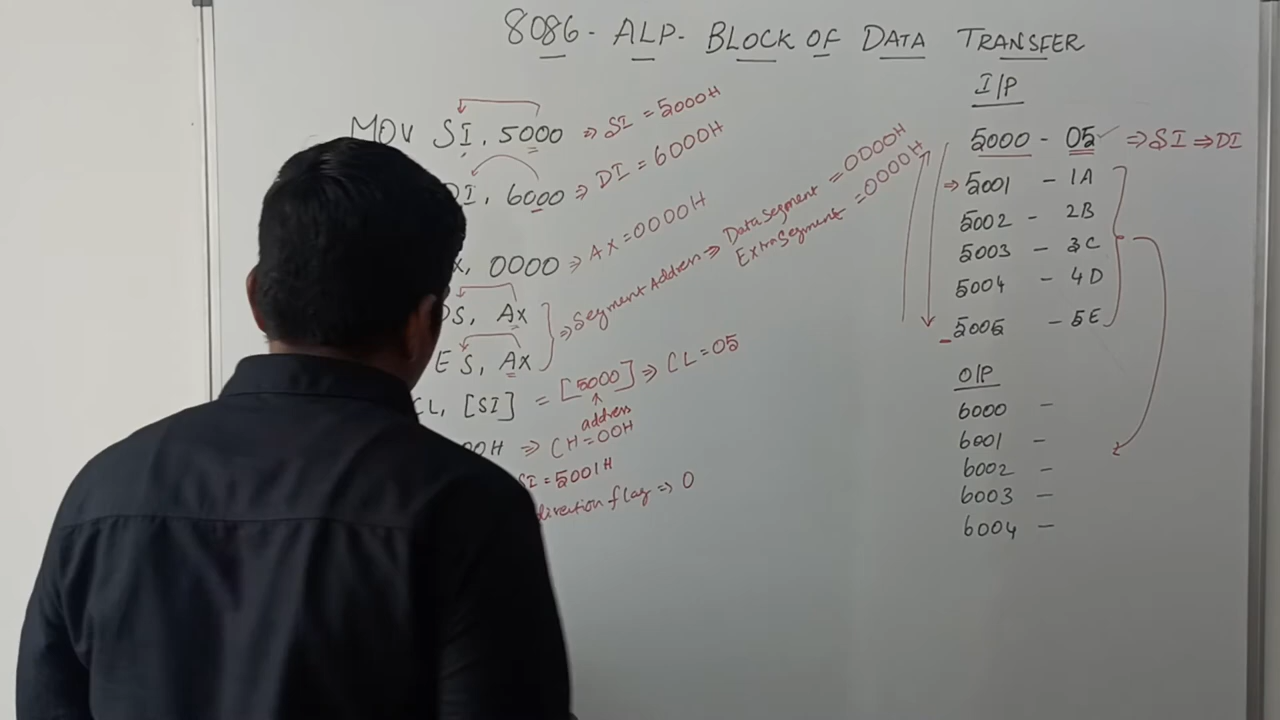 8086 - ALP - BLOCK OF DATA TRANSFER
MOV SI, 5000 ⇒ SI = 5000H
DI, 6000 ⇒ DI = 6000H
X, 0000 ⇒ AX = 0000H
DS, AX
ES, AX
⇒ Segment Address ⇒ Data Segment = 0000H
Extra Segment = 0000H
CL, [SI] = [5000] ⇒ CL = 05
address
00H ⇒ CH = 00H
SI = 5001H
direction flag ⇒ 0
I/P
5000 - 05 ✓ ⇒ SI ⇒ DI
⇒ 5001 - 1A
5002 - 2B
5003 - 3C
5004 - 4D
5005 - 5E
O/P
6000 -
6001 -
6002 -
6003 -
6004 -